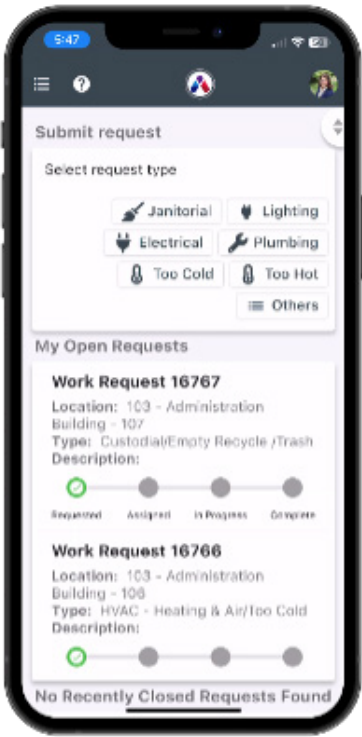 5:47
Submit request
Select request type
Janitorial Lighting
Electrical Plumbing
Too Cold Too Hot
Others
My Open Requests
Work Request 16767
Location: 103 - Administration
Building - 107
Type: Custodial/Empty Recycle /Trash
Description:
Requested Assigned In Progress Complete
Work Request 16766
Location: 103 - Administration
Building - 106
Type: HVAC - Heating & Air/Too Cold
Description:
No Recently Closed Requests Found